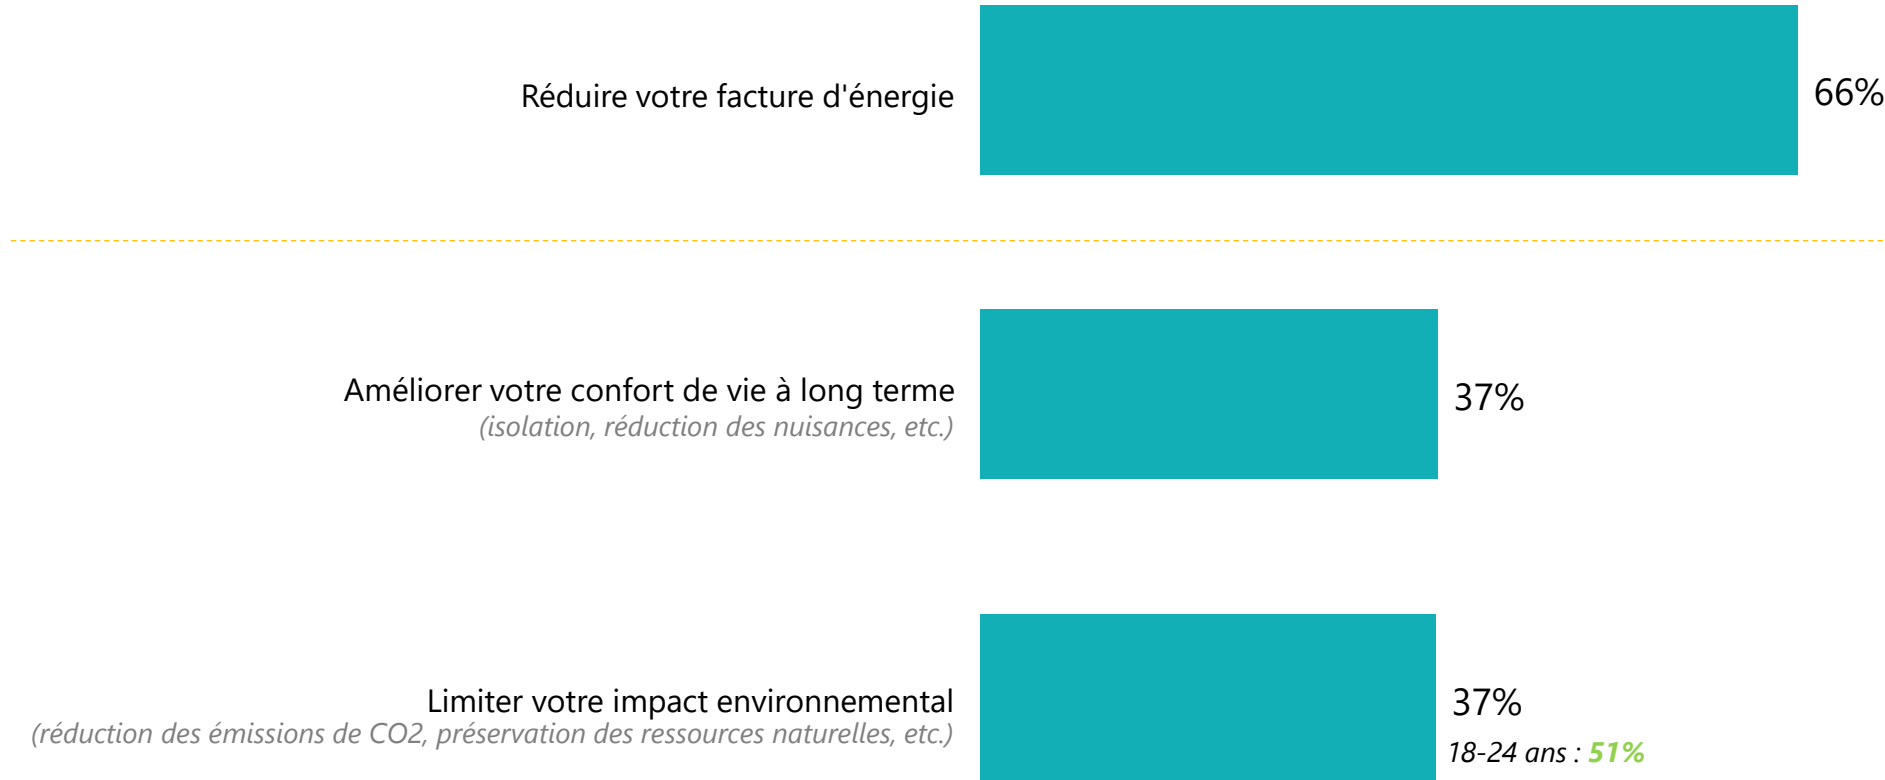 Réduire votre facture d'énergie
66%
Améliorer votre confort de vie à long terme
(isolation, réduction des nuisances, etc.)
37%
Limiter votre impact environnemental
(réduction des émissions de CO2, préservation des ressources naturelles, etc.)
37%
18-24 ans : 51%